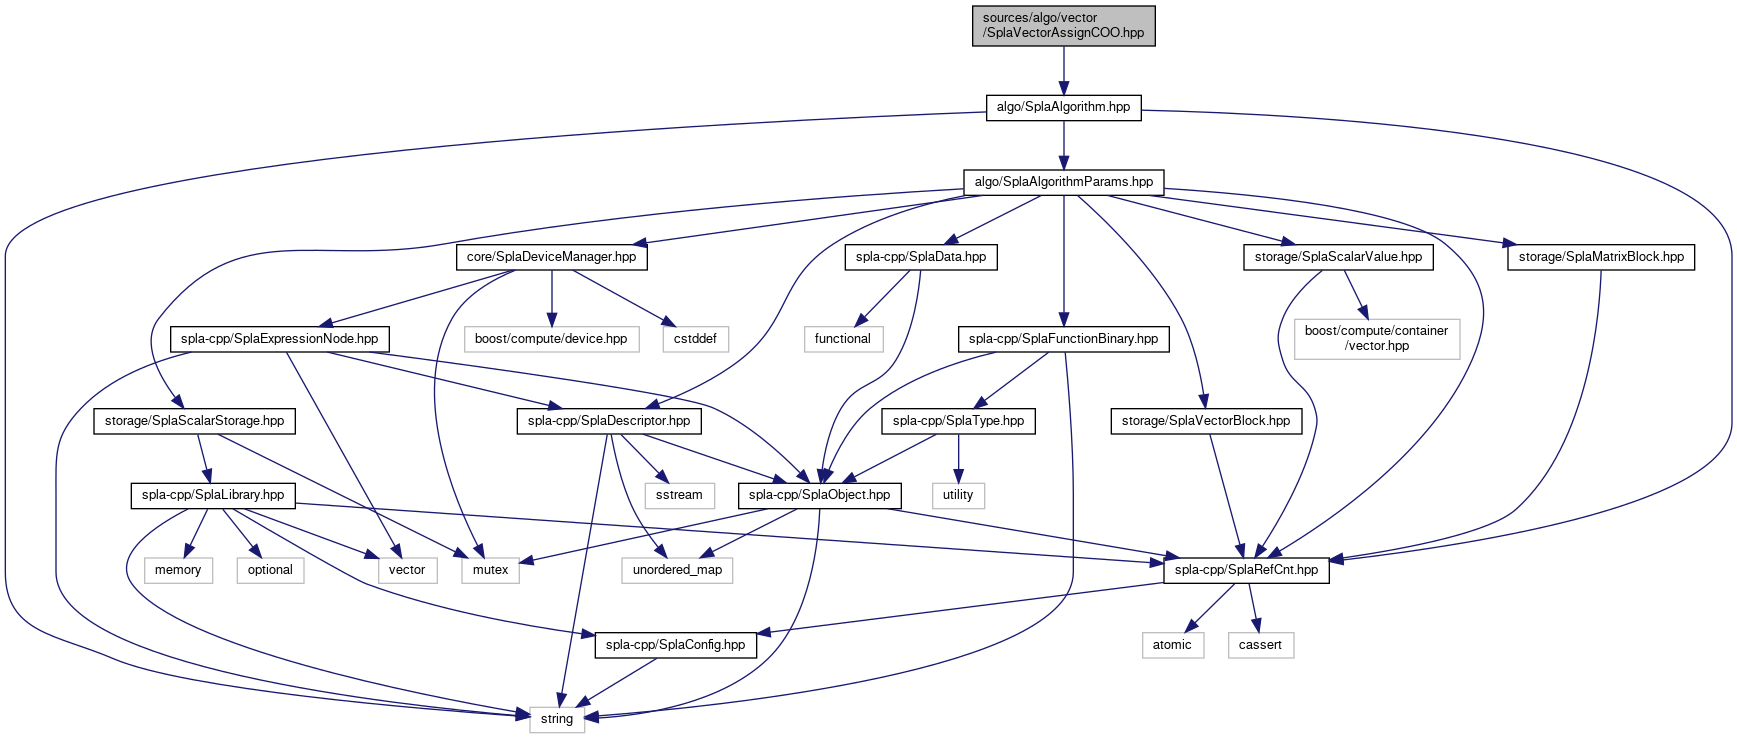 sources/algo/vector
/SplaVectorAssignCOO.hpp
algo/SplaAlgorithm.hpp
algo/SplaAlgorithmParams.hpp
core/SplaDeviceManager.hpp
spla-cpp/SplaData.hpp
storage/SplaScalarValue.hpp
storage/SplaMatrixBlock.hpp
spla-cpp/SplaExpressionNode.hpp
boost/compute/device.hpp
cstddef
functional
spla-cpp/SplaFunctionBinary.hpp
boost/compute/container
/vector.hpp
storage/SplaScalarStorage.hpp
spla-cpp/SplaDescriptor.hpp
spla-cpp/SplaType.hpp
storage/SplaVectorBlock.hpp
spla-cpp/SplaLibrary.hpp
sstream
spla-cpp/SplaObject.hpp
utility
memory
optional
vector
mutex
unordered_map
spla-cpp/SplaRefCnt.hpp
spla-cpp/SplaConfig.hpp
atomic
cassert
string